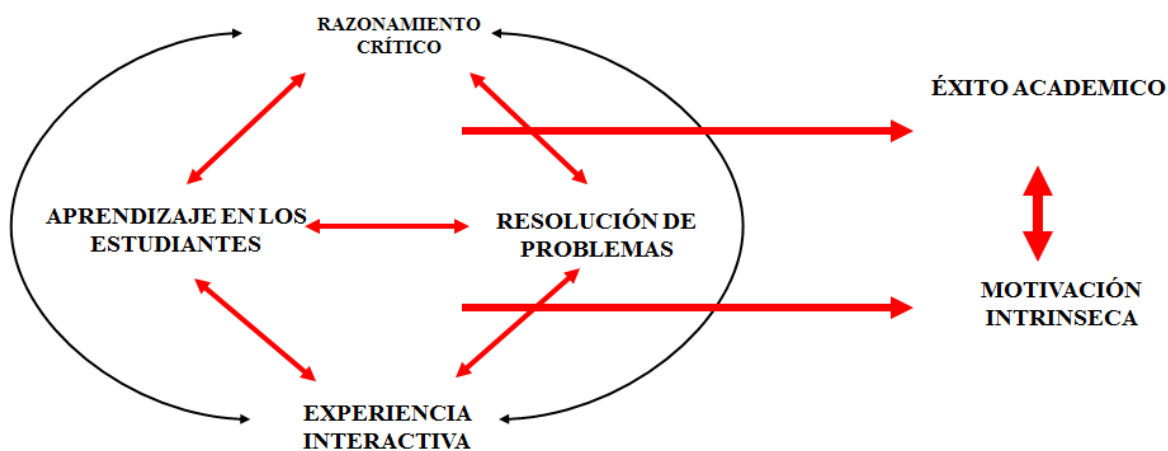 RAZONAMIENTO
CRÍTICO
ÉXITO ACADEMICO
APRENDIZAJE EN LOS
ESTUDIANTES
RESOLUCIÓN DE
PROBLEMAS
MOTIVACIÓN
INTRINSECA
EXPERIENCIA
INTERACTIVA